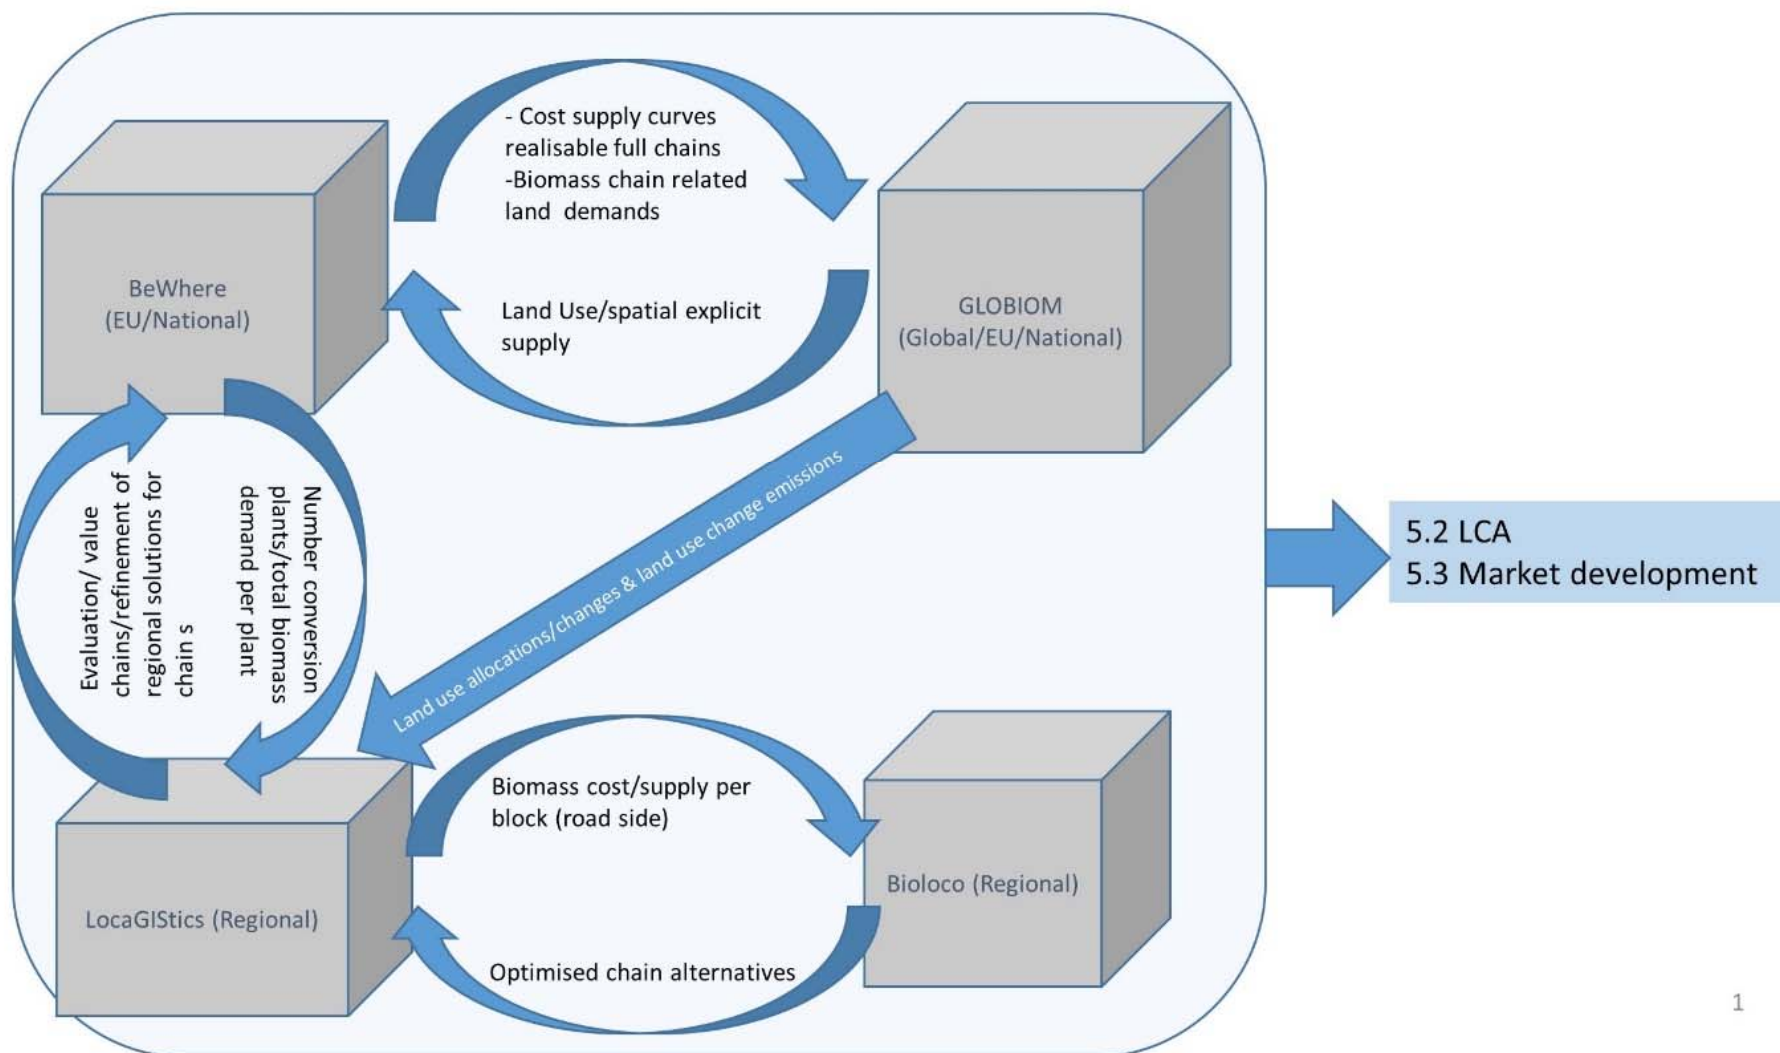 - Cost supply curves
realisable full chains
-Biomass chain related
land demands
BeWhere
(EU/National)
Land Use/spatial explicit
supply
GLOBIOM
(Global/EU/National)
Evaluation/ value
chains/refinement of
regional solutions for
chain s
Number conversion
plants/total biomass
demand per plant
Land use allocations/changes & land use change emissions
5.2 LCA
5.3 Market development
Biomass cost/supply per
block (road side)
LocaGIStics (Regional)
Bioloco (Regional)
Optimised chain alternatives
1